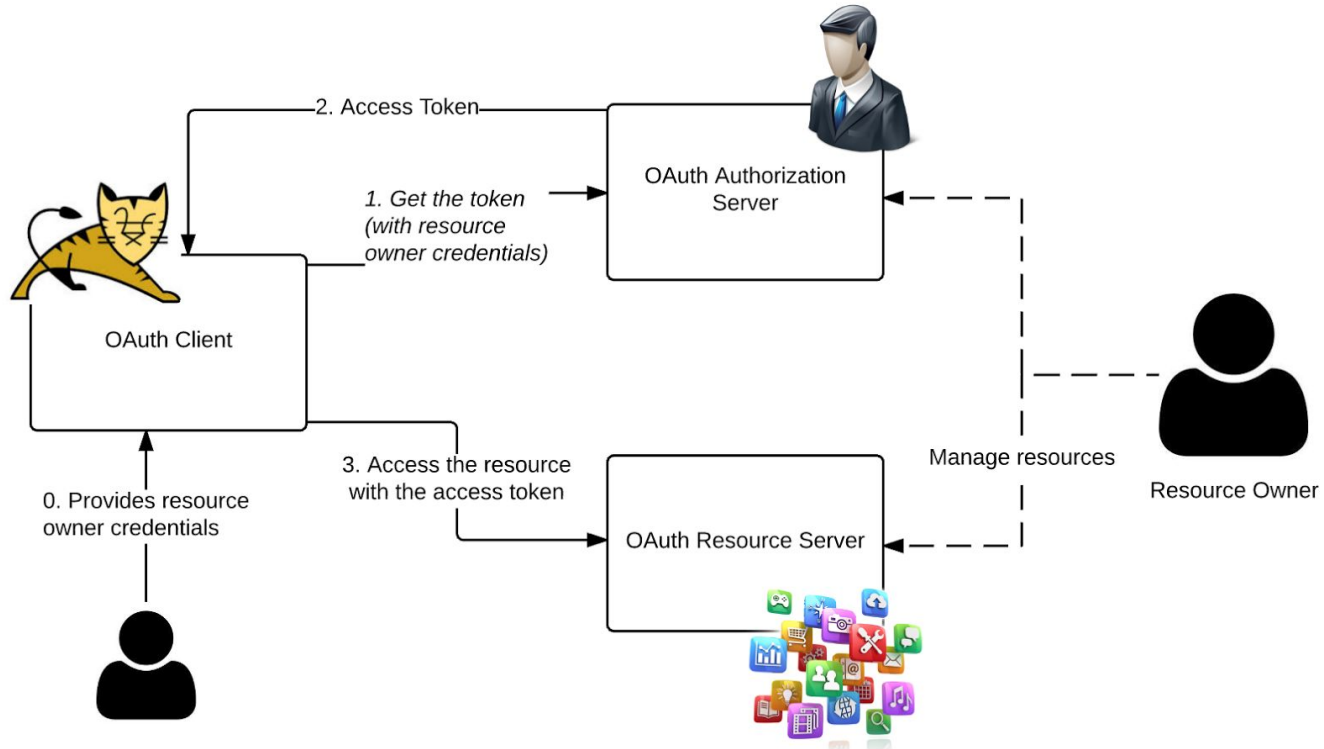 2. Access Token
OAuth Authorization
Server
1. Get the token
(with resource
owner credentials)
OAuth Client
3. Access the resource
with the access token
0. Provides resource
owner credentials
OAuth Resource Server
Manage resources
Resource Owner